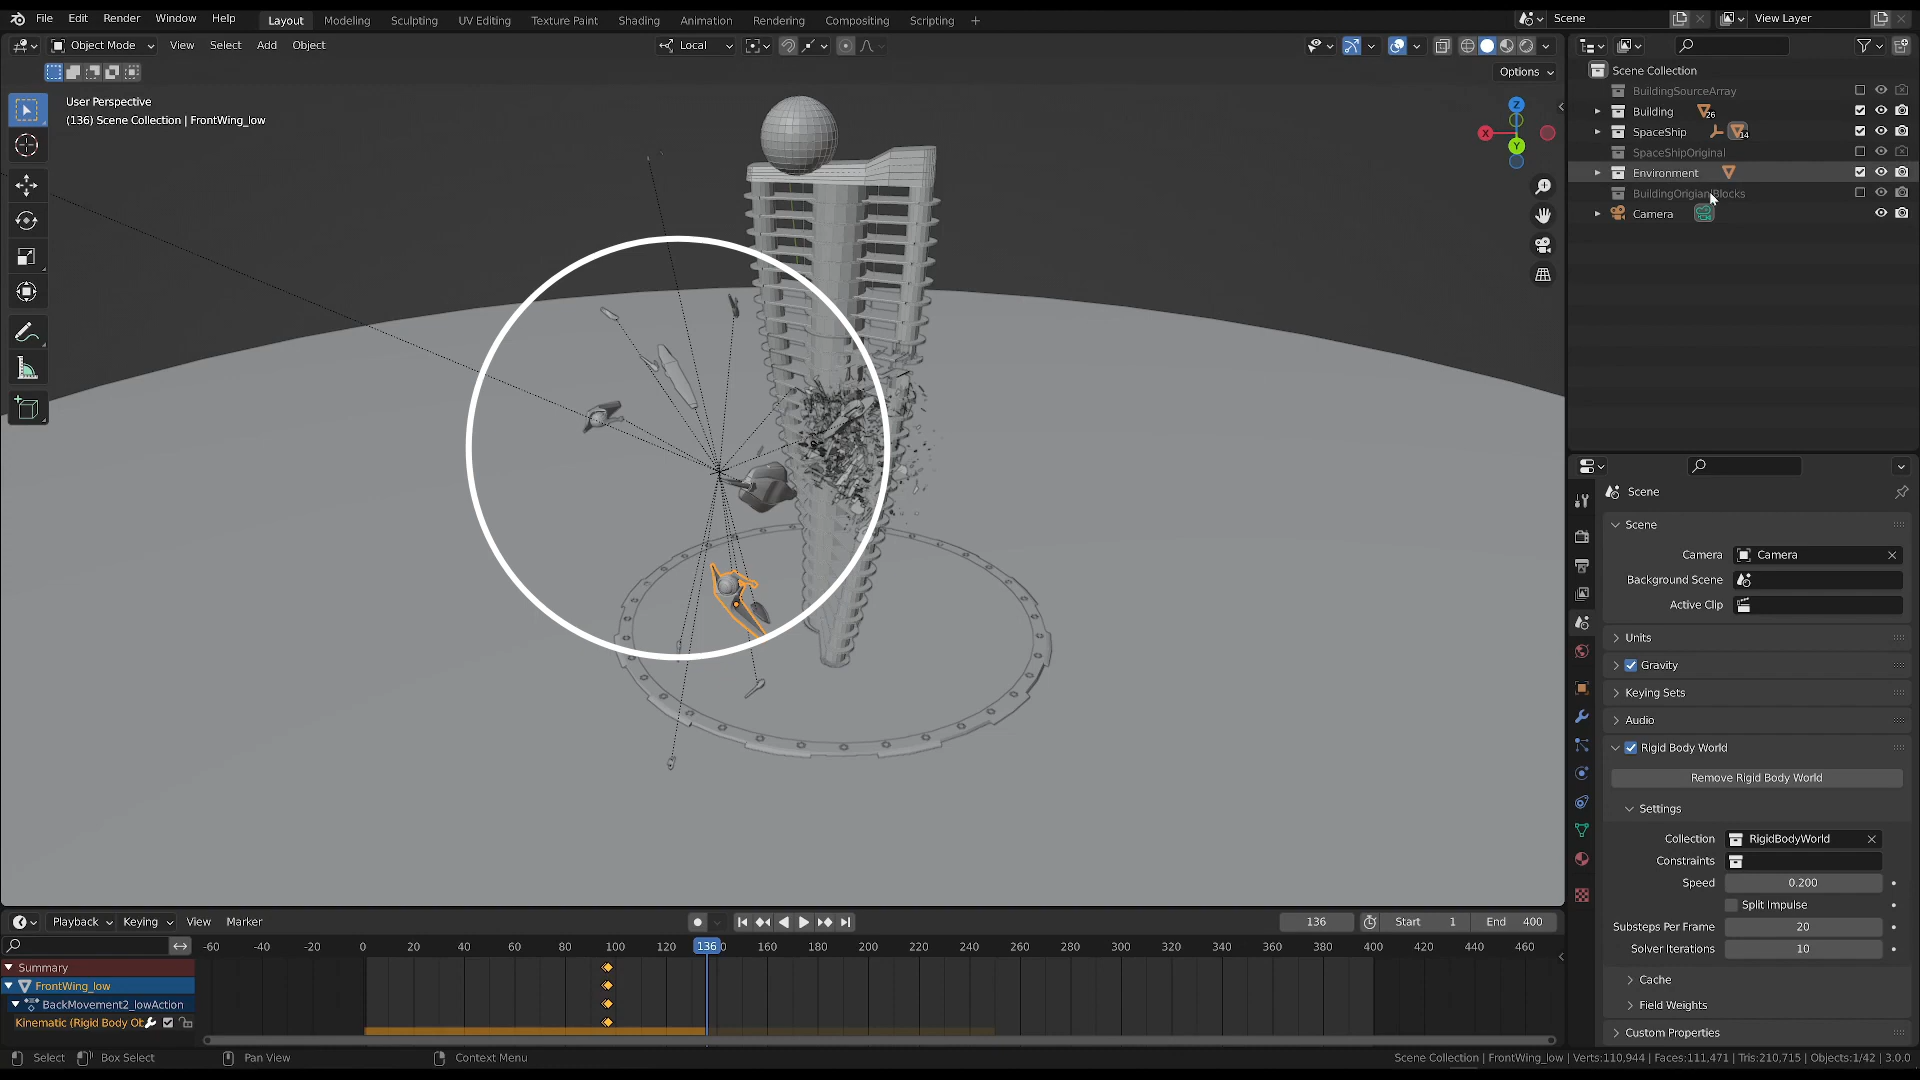 File Edit Render Window Help Layout Modeling Sculpting UV Editing Texture Paint Shading Animation Rendering Compositing Scripting + Scene View Layer
Object Mode View Select Add Object Local
Options
User Perspective
(136) Scene Collection | FrontWing_low
Z
X
Y
Scene Collection
BuildingSourceArray
Building 26
SpaceShip 14
SpaceShipOriginal
Environment
BuildingOrigianlBlocks
Camera
Scene
Scene
Camera Camera
Background Scene
Active Clip
Units
Gravity
Keying Sets
Audio
Rigid Body World
Remove Rigid Body World
Settings
Collection RigidBodyWorld
Constraints
Speed 0.200
Split Impulse
Substeps Per Frame 20
Solver Iterations 10
Cache
Field Weights
Custom Properties
Playback Keying View Marker 136 Start 1 End 400
-60 -40 -20 0 20 40 60 80 100 120 136 160 180 200 220 240 260 280 300 320 340 360 380 400 420 440 460
Summary
FrontWing_low
BackMovement2_lowAction
Kinematic (Rigid Body Ob
Select Box Select Pan View Context Menu Scene Collection | FrontWing_low | Verts:110,944 | Faces:111,471 | Tris:210,715 | Objects:1/42 | 3.0.0